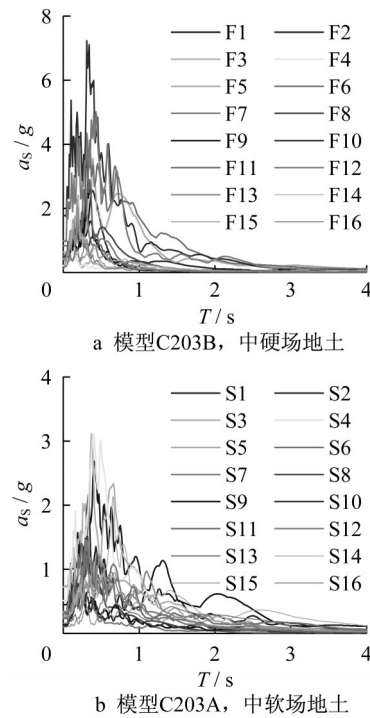 8
6
4
2
0
1
2
3
4
a_S / g
T / s
F1 F2
F3 F4
F5 F6
F7 F8
F9 F10
F11 F12
F13 F14
F15 F16
a 模型C203B，中硬场地土
4
3
2
1
0
1
2
3
4
a_S / g
T / s
S1 S2
S3 S4
S5 S6
S7 S8
S9 S10
S11 S12
S13 S14
S15 S16
b 模型C203A，中软场地土